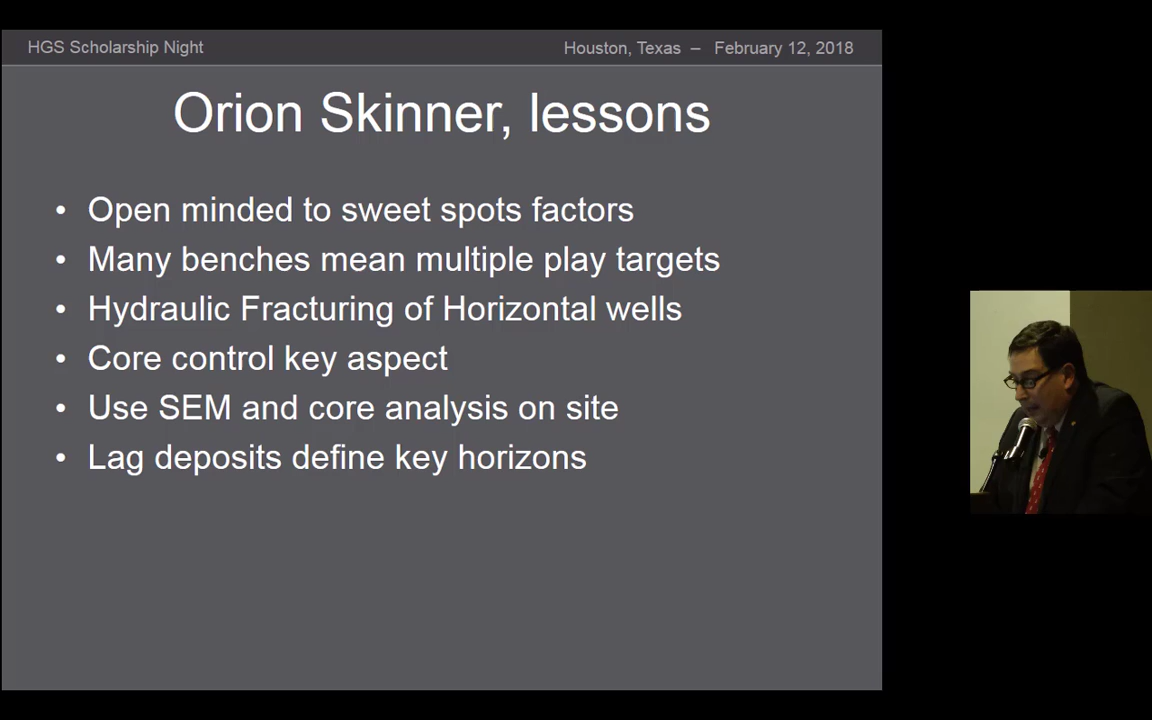 HGS Scholarship Night
Houston, Texas – February 12, 2018
Orion Skinner, lessons
• Open minded to sweet spots factors
• Many benches mean multiple play targets
• Hydraulic Fracturing of Horizontal wells
• Core control key aspect
• Use SEM and core analysis on site
• Lag deposits define key horizons